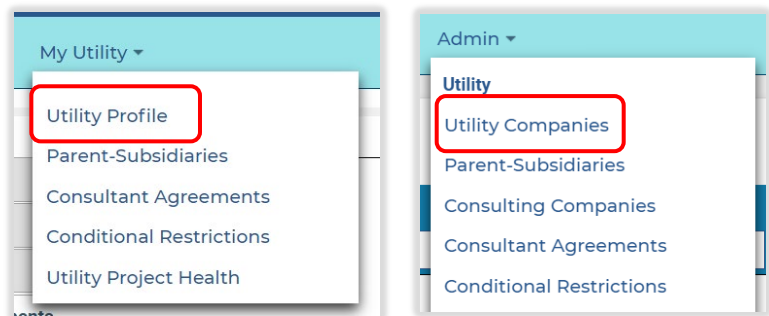 My Utility
Utility Profile
Parent-Subsidiaries
Consultant Agreements
Conditional Restrictions
Utility Project Health
Admin
Utility
Utility Companies
Parent-Subsidiaries
Consulting Companies
Consultant Agreements
Conditional Restrictions